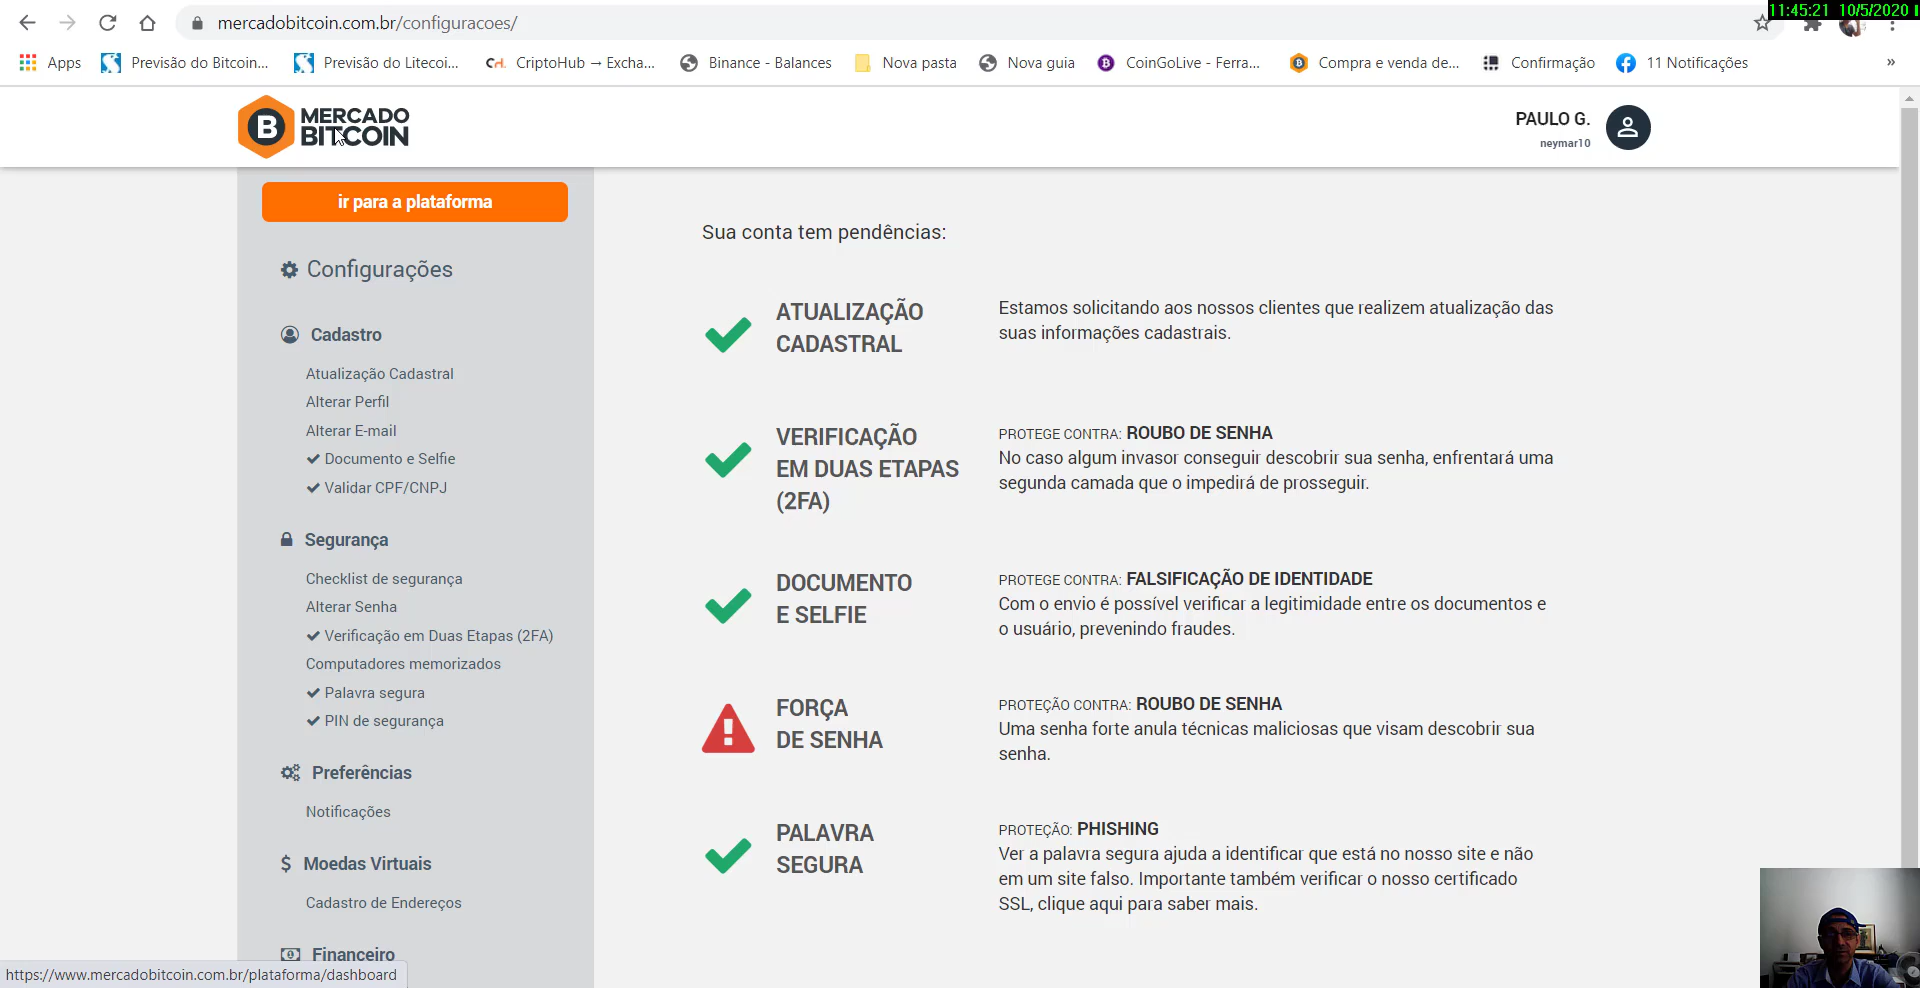 mercadobitcoin.com.br/configuracoes/
11:45:21 10/5/2020
Apps
Previsão do Bitcoin...
Previsão do Litecoi...
CriptoHub → Excha...
Binance - Balances
Nova pasta
Nova guia
CoinGoLive - Ferra...
Compra e venda de...
Confirmação
11 Notificações
»
MERCADO
BITCOIN
PAULO G.
neymar10
ir para a plataforma
Configurações
Cadastro
Atualização Cadastral
Alterar Perfil
Alterar E-mail
Documento e Selfie
Validar CPF/CNPJ
Segurança
Checklist de segurança
Alterar Senha
Verificação em Duas Etapas (2FA)
Computadores memorizados
Palavra segura
PIN de segurança
Preferências
Notificações
$ Moedas Virtuais
Cadastro de Endereços
Financeiro
Sua conta tem pendências:
ATUALIZAÇÃO
CADASTRAL
Estamos solicitando aos nossos clientes que realizem atualização das
suas informações cadastrais.
VERIFICAÇÃO
EM DUAS ETAPAS
(2FA)
PROTEGE CONTRA: ROUBO DE SENHA
No caso algum invasor conseguir descobrir sua senha, enfrentará uma
segunda camada que o impedirá de prosseguir.
DOCUMENTO
E SELFIE
PROTEGE CONTRA: FALSIFICAÇÃO DE IDENTIDADE
Com o envio é possível verificar a legitimidade entre os documentos e
o usuário, prevenindo fraudes.
FORÇA
DE SENHA
PROTEÇÃO CONTRA: ROUBO DE SENHA
Uma senha forte anula técnicas maliciosas que visam descobrir sua
senha.
PALAVRA
SEGURA
PROTEÇÃO: PHISHING
Ver a palavra segura ajuda a identificar que está no nosso site e não
em um site falso. Importante também verificar o nosso certificado
SSL, clique aqui para saber mais.
https://www.mercadobitcoin.com.br/plataforma/dashboard